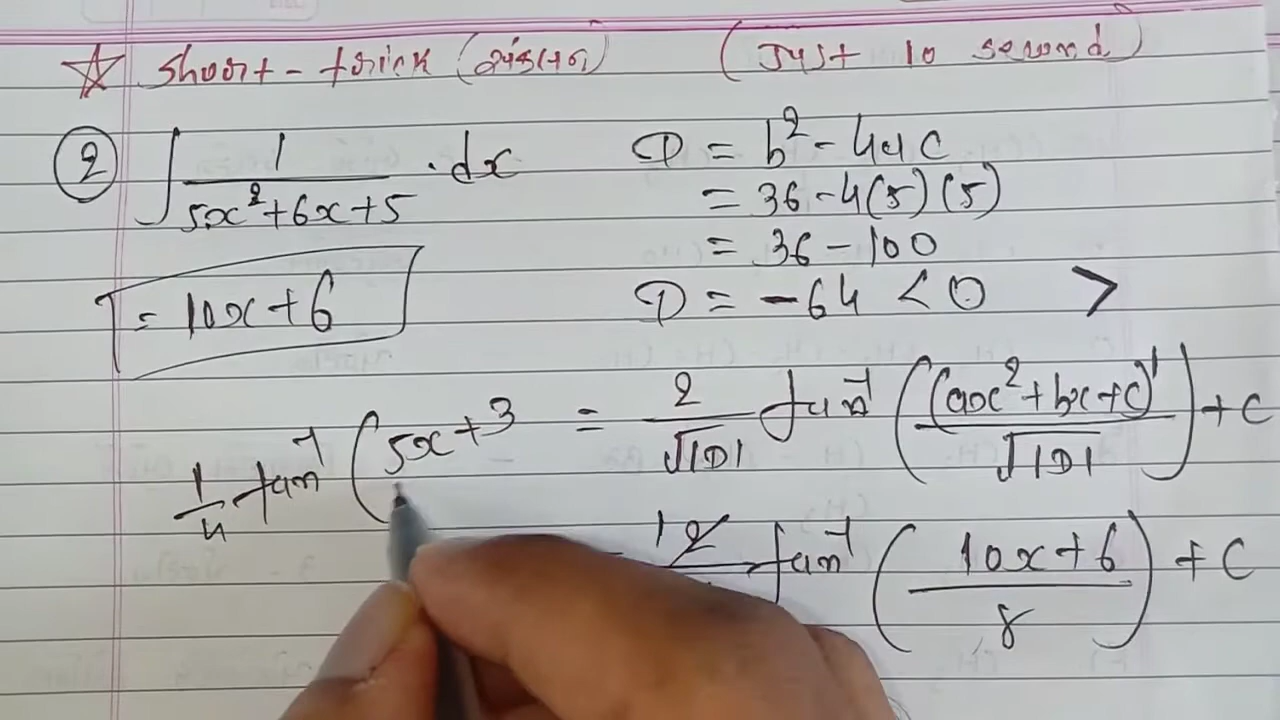 ☆ Short-trick (સંકલન) (Just 10 second)
② ∫ 1/(5x²+6x+5) · dx
= 10x+6
D = b² - 4ac
= 36 - 4(5)(5)
= 36 - 100
D = -64 < 0 >
= 2/√|D| tan⁻¹ ((ax²+bx+c)'/√|D|) + C
1/4 tan⁻¹ (5x+3
12 tan⁻¹ (10x+6/8) + C